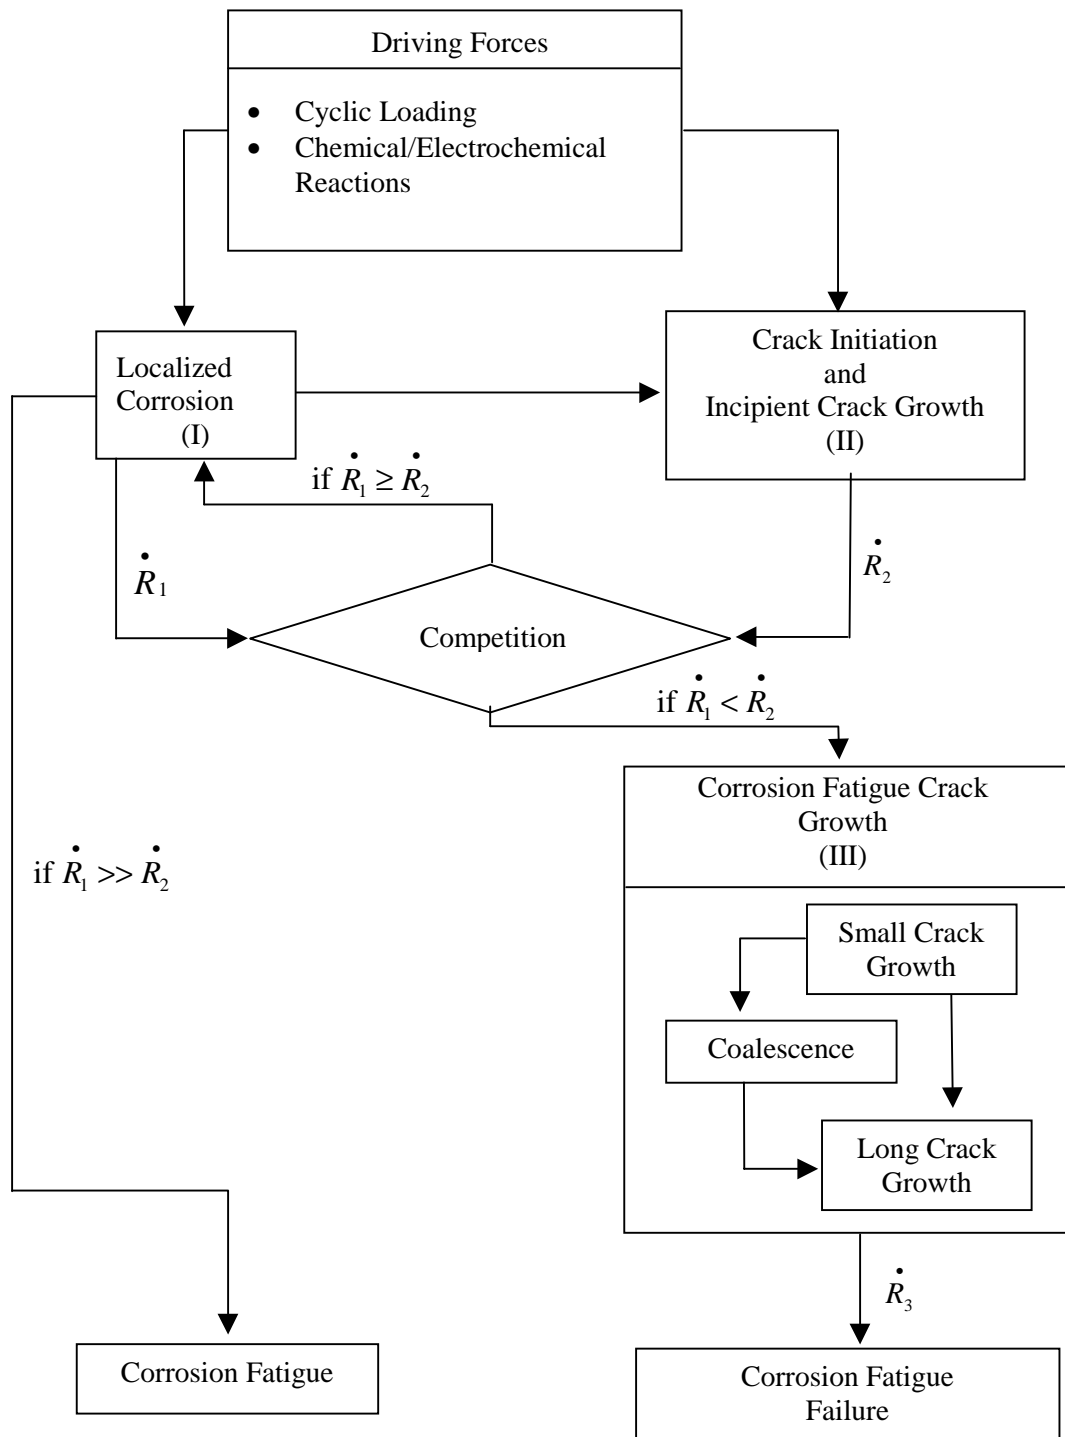 Driving Forces
• Cyclic Loading
• Chemical/Electrochemical
Reactions
Localized
Corrosion
(I)
Crack Initiation
and
Incipient Crack Growth
(II)
if Ṙ₁ ≥ Ṙ₂
Ṙ₁
Ṙ₂
Competition
if Ṙ₁ < Ṙ₂
Corrosion Fatigue Crack
Growth
(III)
if Ṙ₁ >> Ṙ₂
Small Crack
Growth
Coalescence
Long Crack
Growth
Ṙ₃
Corrosion Fatigue
Corrosion Fatigue
Failure